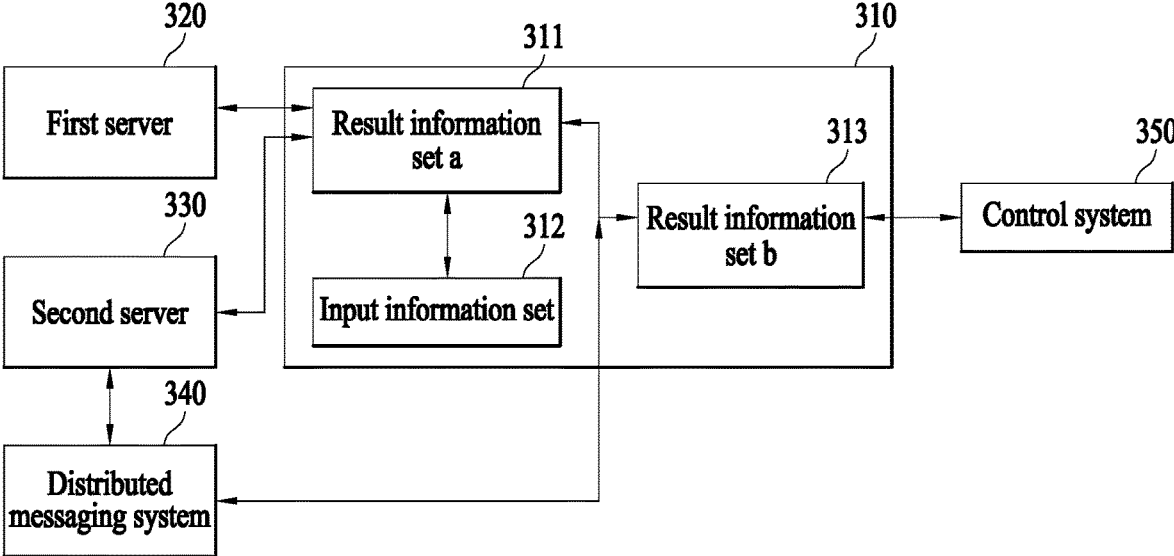 320
First server
330
Second server
340
Distributed
messaging system
310
311
Result information
set a
312
Input information set
313
Result information
set b
350
Control system